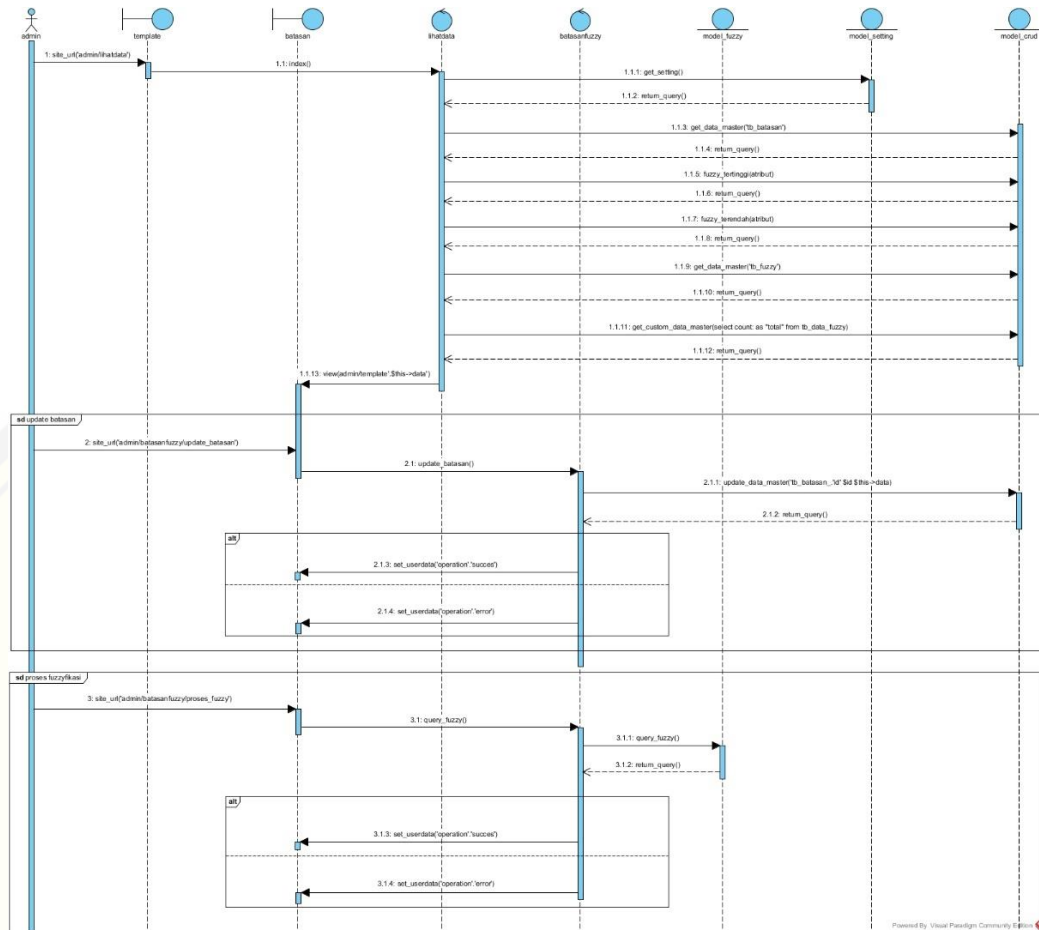 admin
template
batasan
lihatdata
batasanfuzzy
model_fuzzy
model_setting
model_crud
1: site_url('admin/lihatdata')
1.1: index()
1.1.1: get_setting()
1.1.2: return_query()
1.1.3: get_data_master('tb_batasan')
1.1.4: return_query()
1.1.5: fuzzy_tertinggi(atribut)
1.1.6: return_query()
1.1.7: fuzzy_terendah(atribut)
1.1.8: return_query()
1.1.9: get_data_master('tb_fuzzy')
1.1.10: return_query()
1.1.11: get_custom_data_master(select count: as "total" from tb_data_fuzzy)
1.1.12: return_query()
1.1.13: view(admin/template'.$this->data')
sd update batasan
2: site_url('admin/batasanfuzzy/update_batasan')
2.1: update_batasan()
2.1.1: update_data_master('tb_batasan_.'id' $id $this->data)
2.1.2: return_query()
alt
2.1.3: set_userdata('operation'.'succes')
2.1.4: set_userdata('operation'.'error')
sd proses fuzzyfikasi
3: site_url('admin/batasanfuzzy/proses_fuzzy')
3.1: query_fuzzy()
3.1.1: query_fuzzy()
3.1.2: return_query()
alt
3.1.3: set_userdata('operation'.'succes')
3.1.4: set_userdata('operation'.'error')
Powered By Visual Paradigm Community Edition